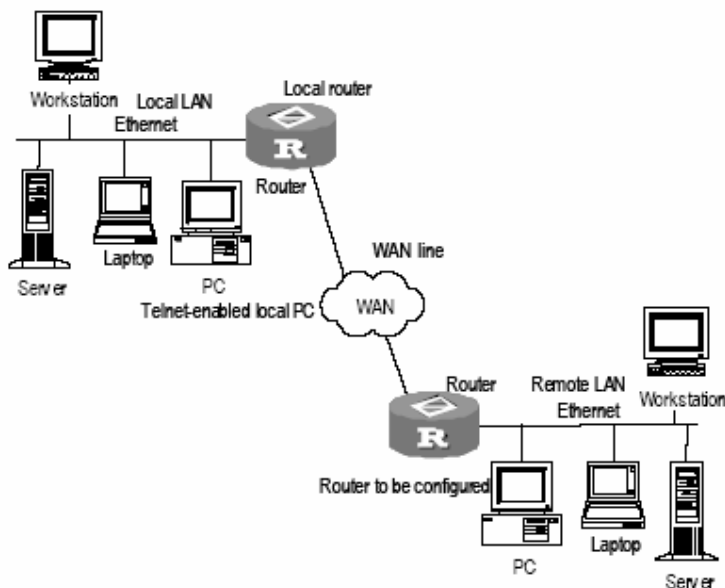 Workstation
Local LAN
Ethernet
Local router
R
Router
Server
Laptop
PC
Telnet-enabled local PC
WAN line
WAN
Router
R
Router to be configured
Remote LAN
Ethernet
Workstation
PC
Laptop
Server